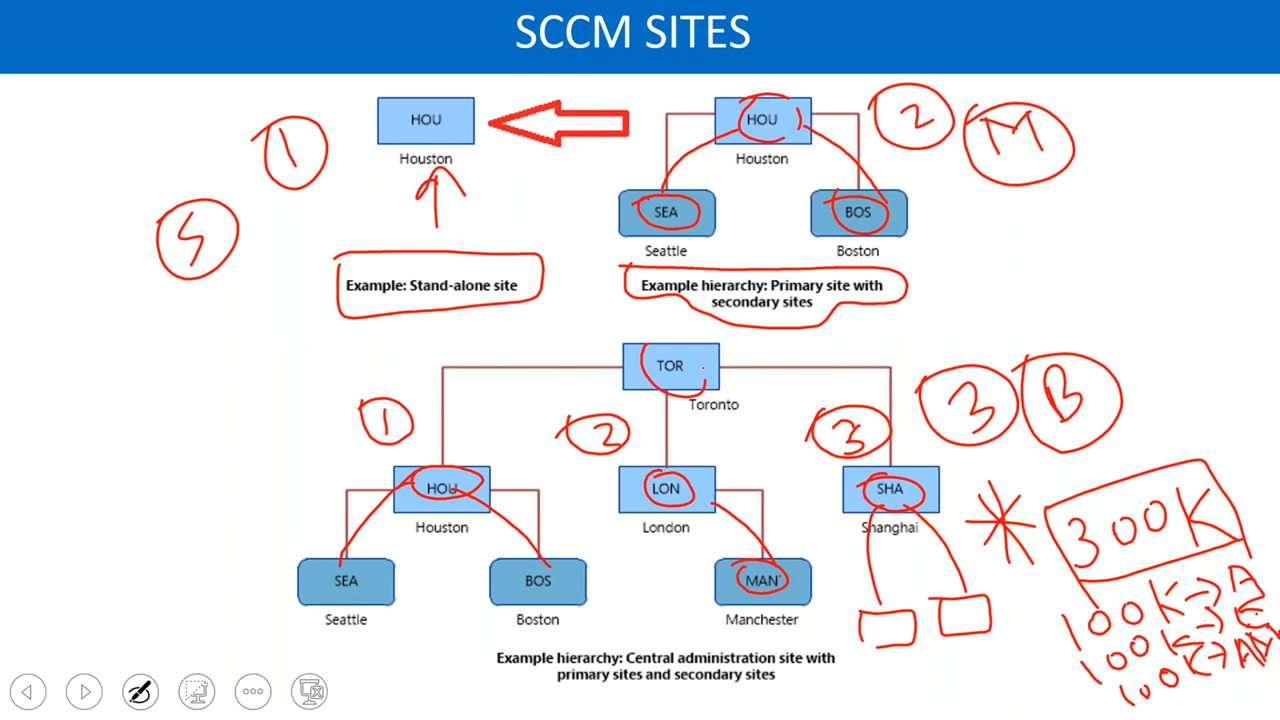 SCCM SITES
HOU
Houston
1
S
Example: Stand-alone site
HOU
Houston
2
M
SEA
BOS
Seattle
Boston
Example hierarchy: Primary site with
secondary sites
TOR
Toronto
1
2
3
3
B
HOU
LON
SHA
Houston
London
Shanghai
SEA
BOS
MAN
Seattle
Boston
Manchester
300K
100K→A
100K→
100K→
Example hierarchy: Central administration site with
primary sites and secondary sites